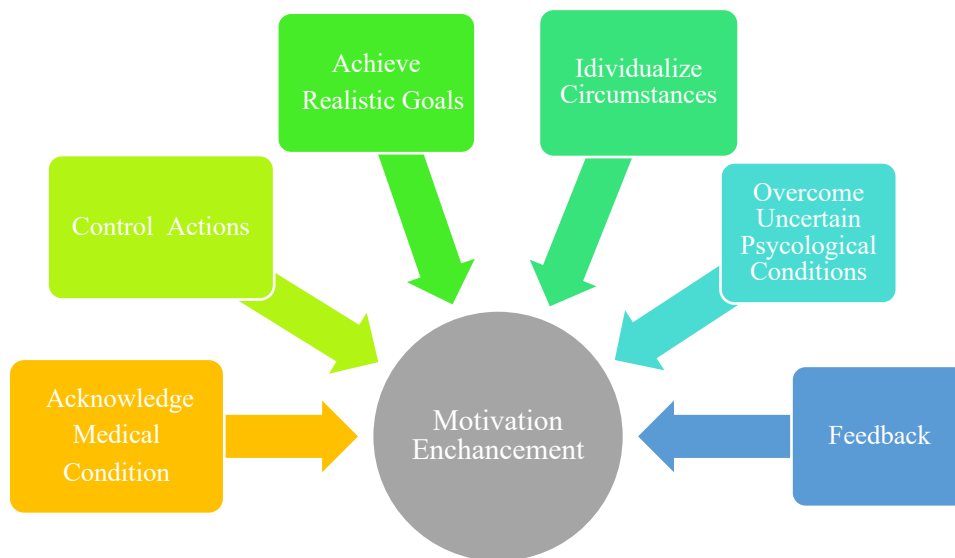 Achieve
Realistic Goals
Idividualize
Circumstances
Control Actions
Overcome
Uncertain
Psycological
Conditions
Acknowledge
Medical
Condition
Motivation
Enchancement
Feedback